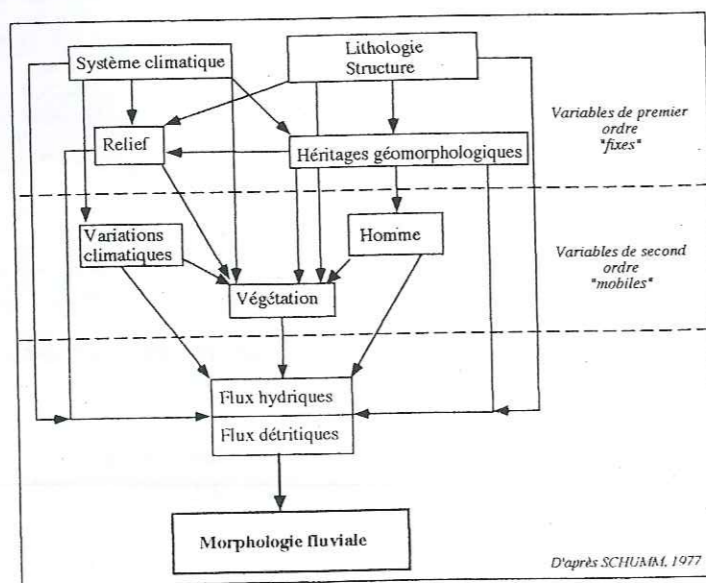 Système climatique
Lithologie
Structure
Variables de premier
ordre
"fixes"
Relief
Héritages géomorphologiques
Variations
climatiques
Homme
Variables de second
ordre
"mobiles"
Végétation
Flux hydriques
Flux détritiques
Morphologie fluviale
D'après SCHUMM, 1977